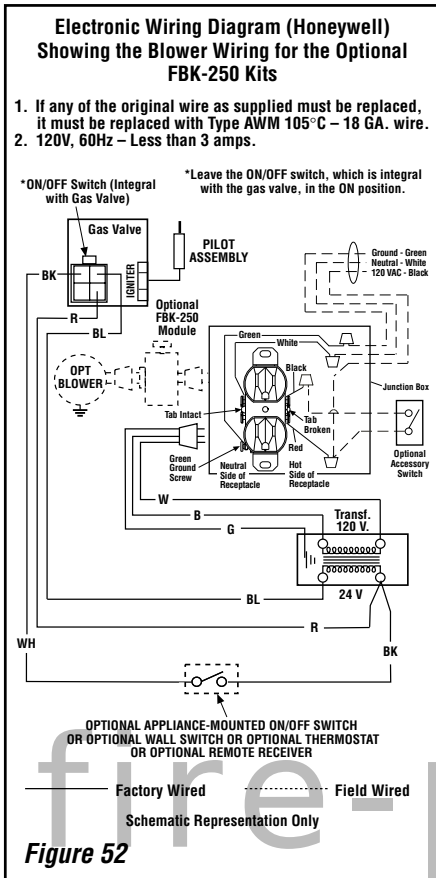 Electronic Wiring Diagram (Honeywell)
Showing the Blower Wiring for the Optional
FBK-250 Kits
1. If any of the original wire as supplied must be replaced,
it must be replaced with Type AWM 105°C – 18 GA. wire.
2. 120V, 60Hz – Less than 3 amps.
*ON/OFF Switch (Integral
with Gas Valve)
*Leave the ON/OFF switch, which is integral
with the gas valve, in the ON position.
Gas Valve
PILOT
ASSEMBLY
IGNITER
BK
R
BL
Ground - Green
Neutral - White
120 VAC - Black
Optional
FBK-250
Module
OPT
BLOWER
Green
White
Black
Junction Box
Tab Intact
Tab
Broken
Red
Green
Ground
Screw
Neutral
Side of
Receptacle
Hot
Side of
Receptacle
Optional
Accessory
Switch
W
B
G
Transf.
120 V.
24 V
BL
R
WH
BK
OPTIONAL APPLIANCE-MOUNTED ON/OFF SWITCH
OR OPTIONAL WALL SWITCH OR OPTIONAL THERMOSTAT
OR OPTIONAL REMOTE RECEIVER
Factory Wired
Field Wired
Schematic Representation Only
Figure 52
fire-p